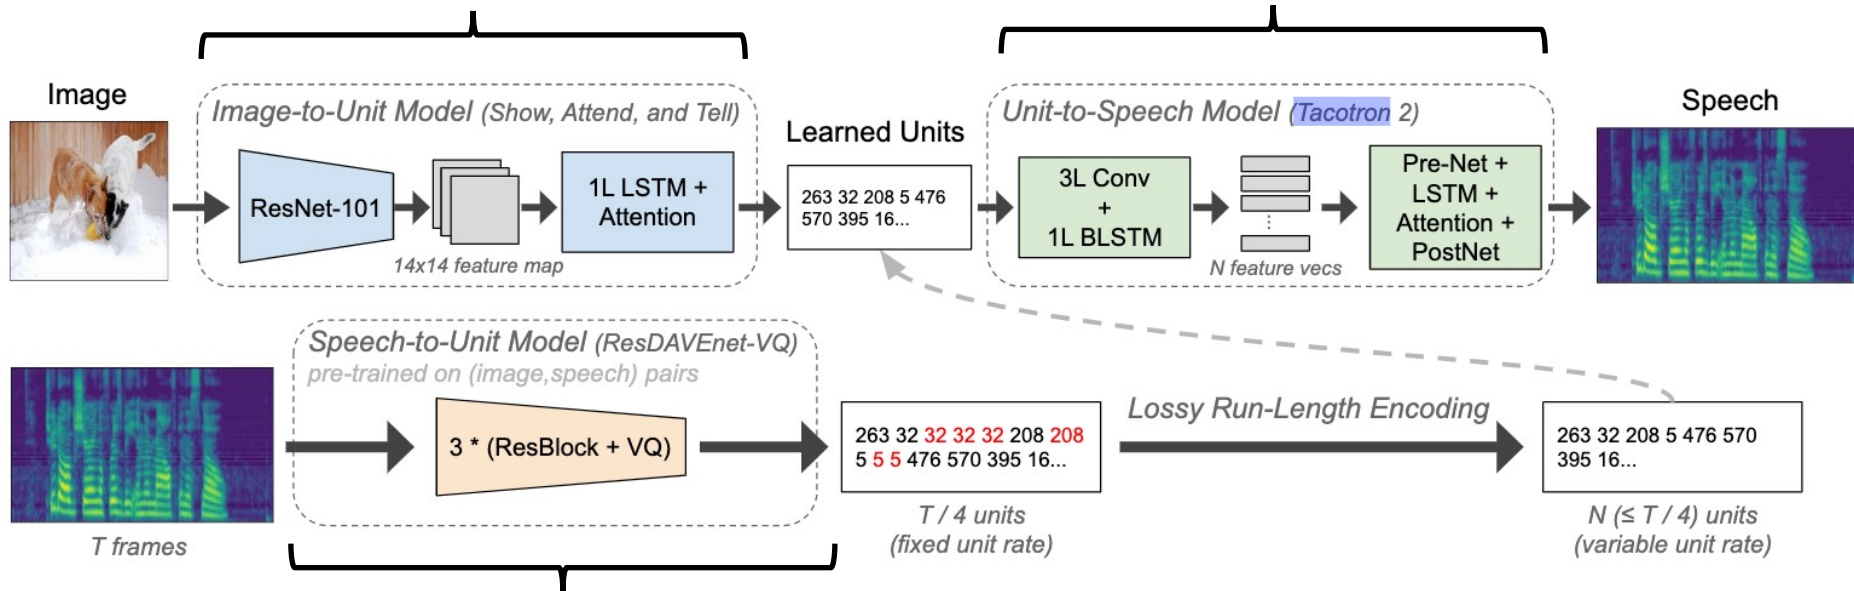 Image
Image-to-Unit Model (Show, Attend, and Tell)
ResNet-101
14x14 feature map
1L LSTM +
Attention
Learned Units
263 32 208 5 476
570 395 16...
Unit-to-Speech Model (Tacotron 2)
3L Conv
+
1L BLSTM
N feature vecs
Pre-Net +
LSTM +
Attention +
PostNet
Speech
Speech-to-Unit Model (ResDAVEnet-VQ)
pre-trained on (image,speech) pairs
T frames
3 * (ResBlock + VQ)
263 32 32 32 32 208 208
5 5 5 476 570 395 16...
T / 4 units
(fixed unit rate)
Lossy Run-Length Encoding
263 32 208 5 476 570
395 16...
N (≤ T / 4) units
(variable unit rate)